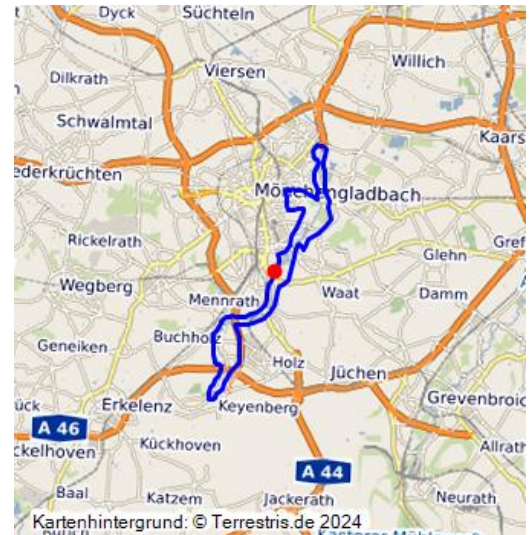 Dyck
Süchteln
Willich
Dilkrath
Viersen
Schwalmtal
Kaars
ederkrüchten
Mönchengladbach
Rickelrath
Gref
Glehn
Wegberg
Mennrath
Waat
Damm
Geneiken
Buchholz
Holz
Jüchen
ück
Erkelenz
Keyenberg
Grevenbroic
A 46
Kückhoven
ckelhoven
A 44
Allrath
Baal
Katzem
Jackerath
Neurath
Kartenhintergrund: © Terrestris.de 2024